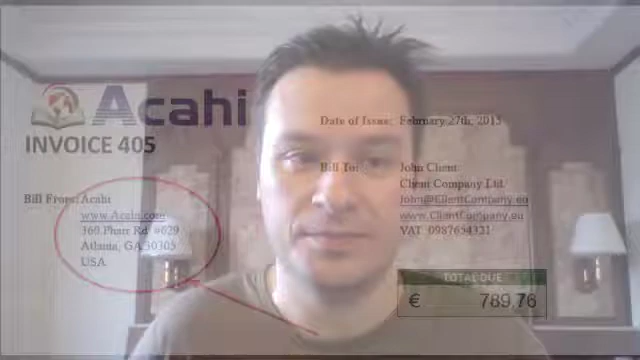 Acahi
INVOICE 405
Date of Issue: February 27th, 2015
Bill To: John Client
Client Company Ltd.
John@ClientCompany.eu
www.ClientCompany.eu
VAT 0987654321
Bill From: Acahi
www.Acahi.com
369 Pharr Rd #629
Atlanta, GA 30305
USA
TOTAL DUE
€ 789.76